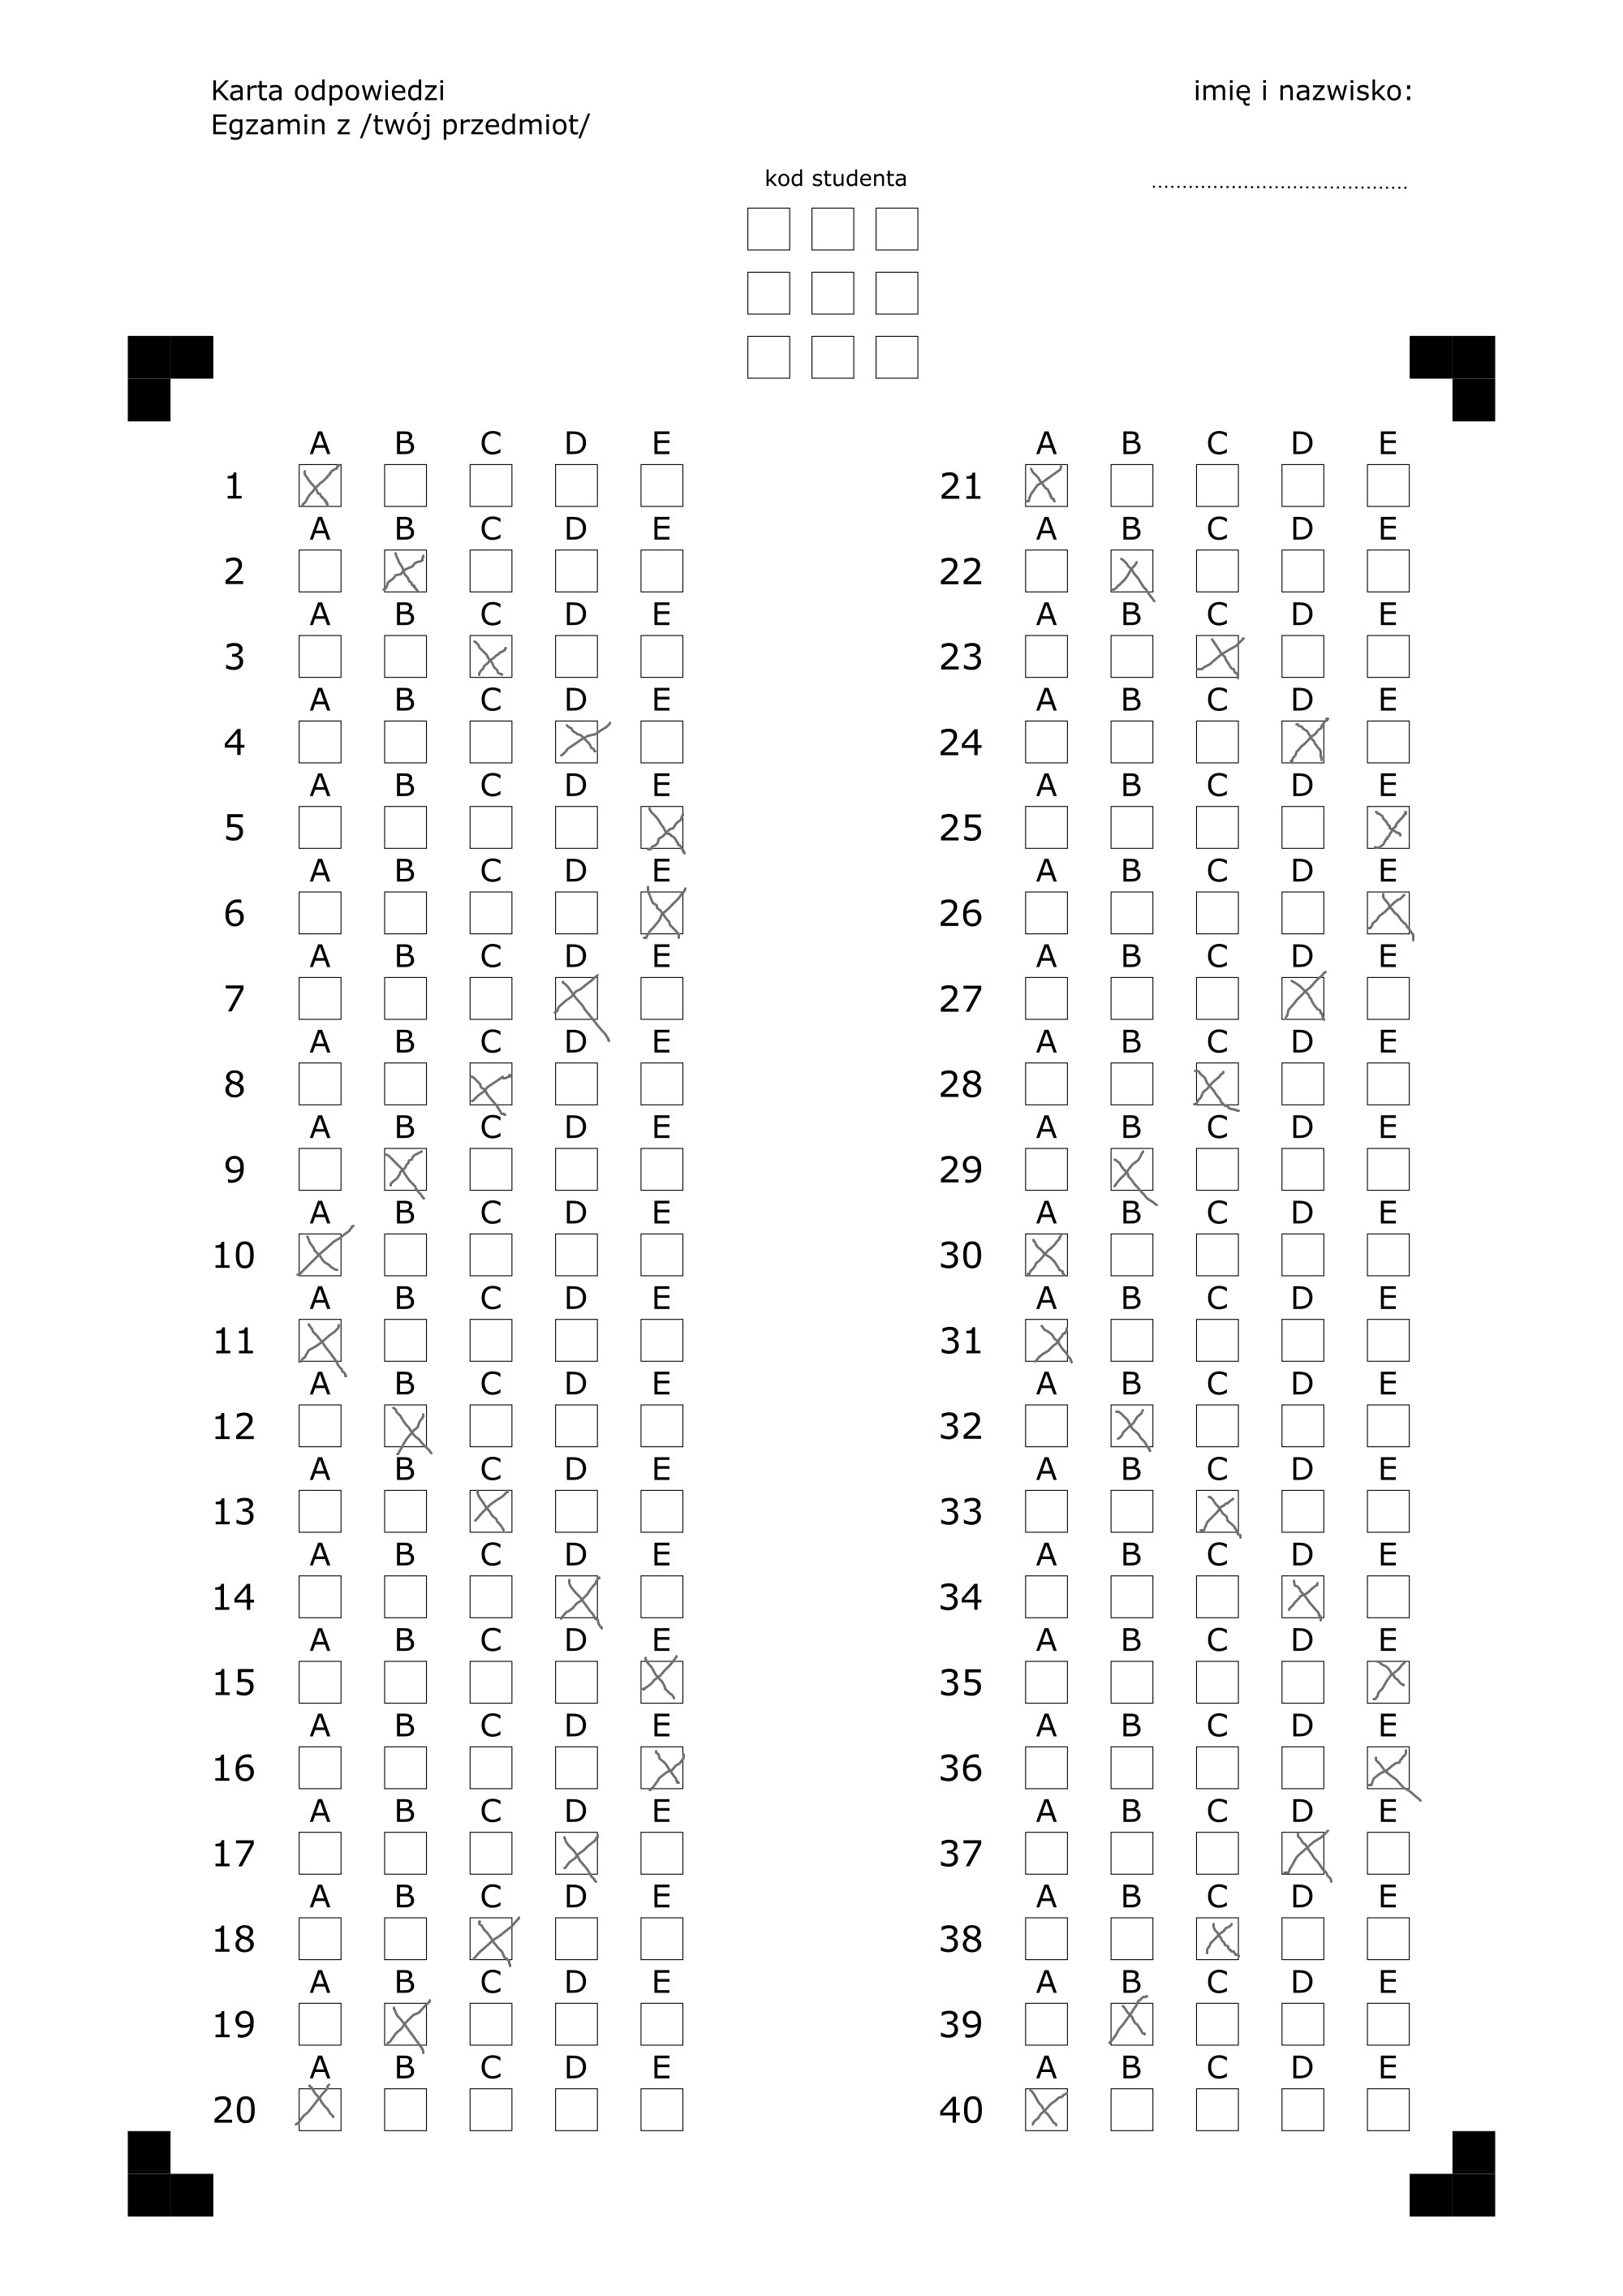 Karta odpowiedzi
Egzamin z /twój przedmiot/
imię i nazwisko:
kod studenta
........................................
A B C D E
1
A B C D E
2
A B C D E
3
A B C D E
4
A B C D E
5
A B C D E
6
A B C D E
7
A B C D E
8
A B C D E
9
A B C D E
10
A B C D E
11
A B C D E
12
A B C D E
13
A B C D E
14
A B C D E
15
A B C D E
16
A B C D E
17
A B C D E
18
A B C D E
19
A B C D E
20
A B C D E
21
A B C D E
22
A B C D E
23
A B C D E
24
A B C D E
25
A B C D E
26
A B C D E
27
A B C D E
28
A B C D E
29
A B C D E
30
A B C D E
31
A B C D E
32
A B C D E
33
A B C D E
34
A B C D E
35
A B C D E
36
A B C D E
37
A B C D E
38
A B C D E
39
A B C D E
40